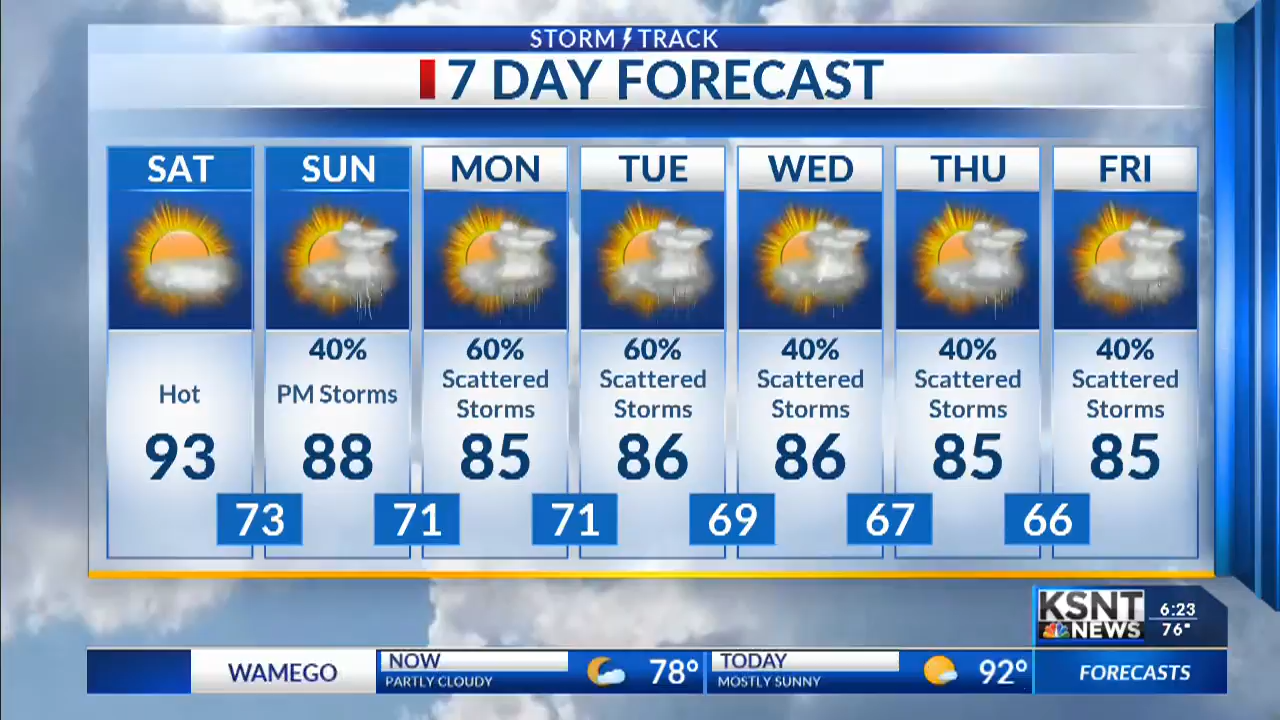 STORM TRACK
7 DAY FORECAST
SAT SUN MON TUE WED THU FRI
40% 60% 60% 40% 40% 40%
Hot PM Storms Scattered Storms Scattered Storms Scattered Storms Scattered Storms Scattered Storms
93 88 85 86 86 85 85
73 71 71 69 67 66
KSNT NEWS
6:23
76°
WAMEGO
NOW
PARTLY CLOUDY
78°
TODAY
MOSTLY SUNNY
92°
FORECASTS